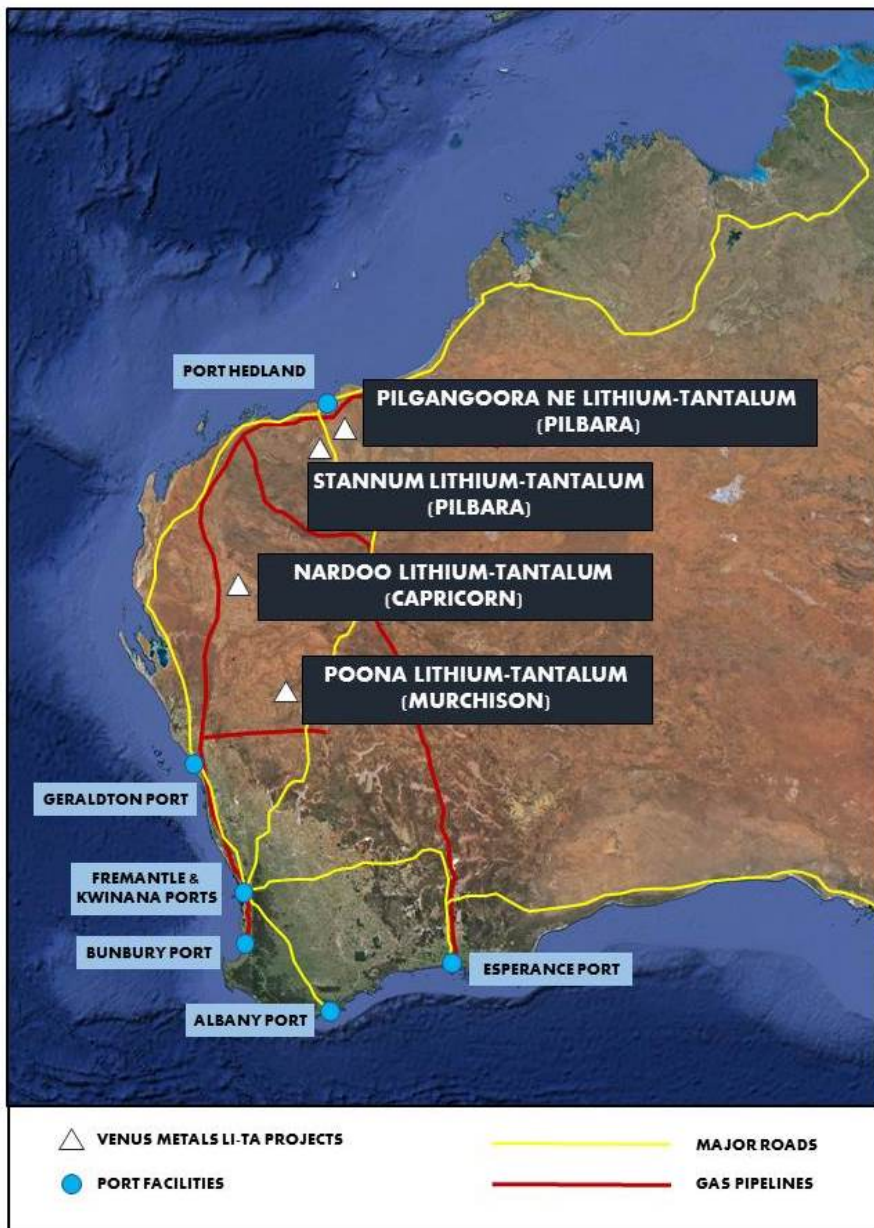 PORT HEDLAND
PILGANGOORA NE LITHIUM-TANTALUM
(PILBARA)
STANNUM LITHIUM-TANTALUM
(PILBARA)
NARDOO LITHIUM-TANTALUM
(CAPRICORN)
POONA LITHIUM-TANTALUM
(MURCHISON)
GERALDTON PORT
FREMANTLE &
KWINANA PORTS
BUNBURY PORT
ESPERANCE PORT
ALBANY PORT
VENUS METALS LI-TA PROJECTS
MAJOR ROADS
PORT FACILITIES
GAS PIPELINES